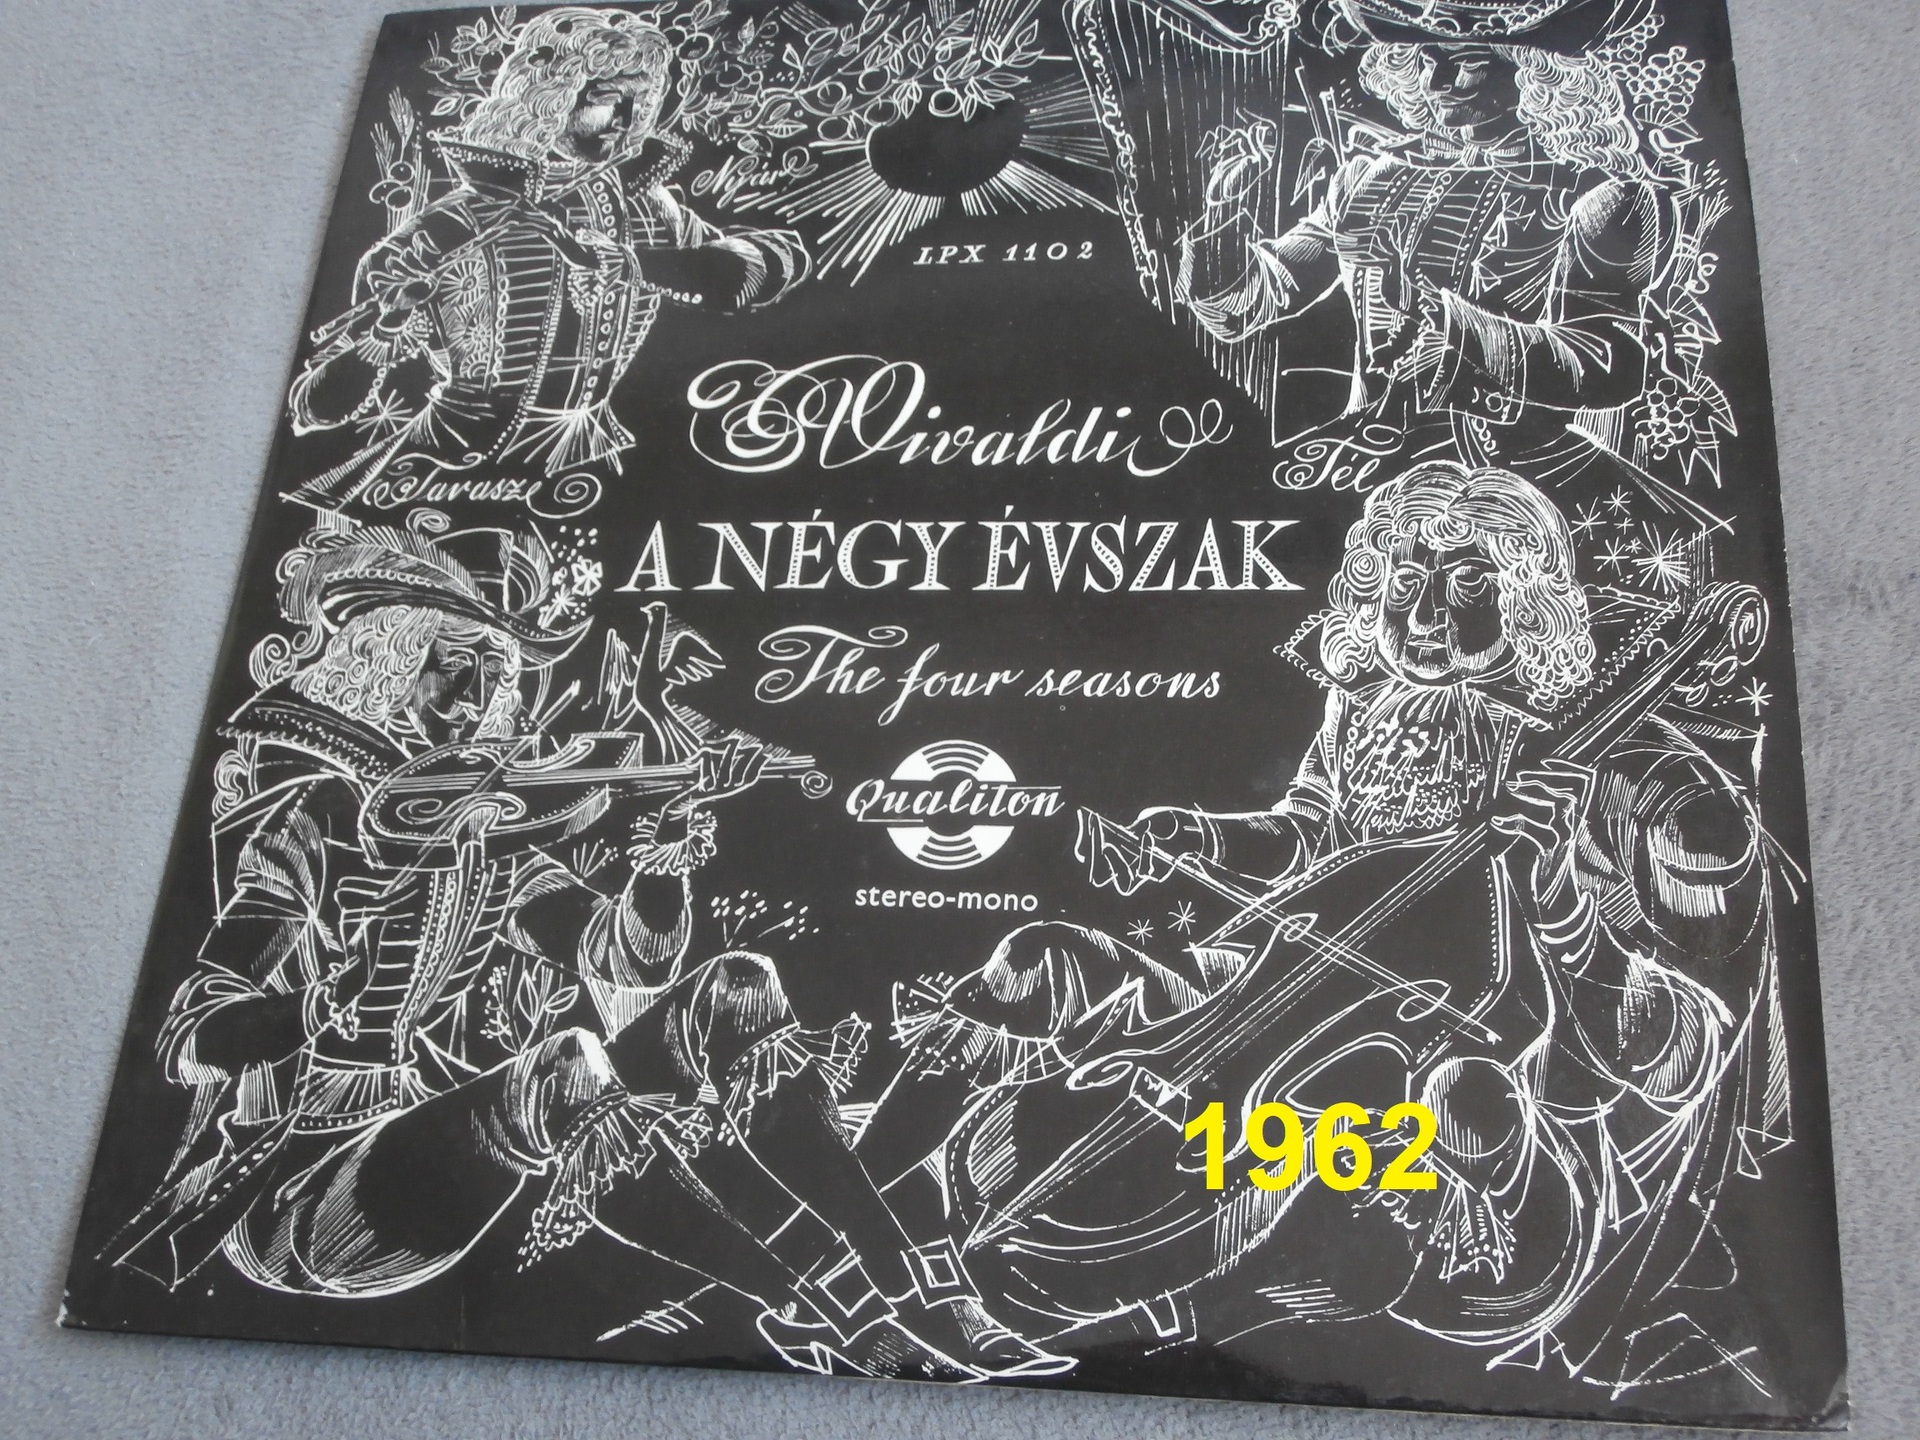 Nyár
LPX 1102
Vivaldi
Tavasz
Tél
A NÉGY ÉVSZAK
The four seasons
Qualiton
stereo-mono
1962